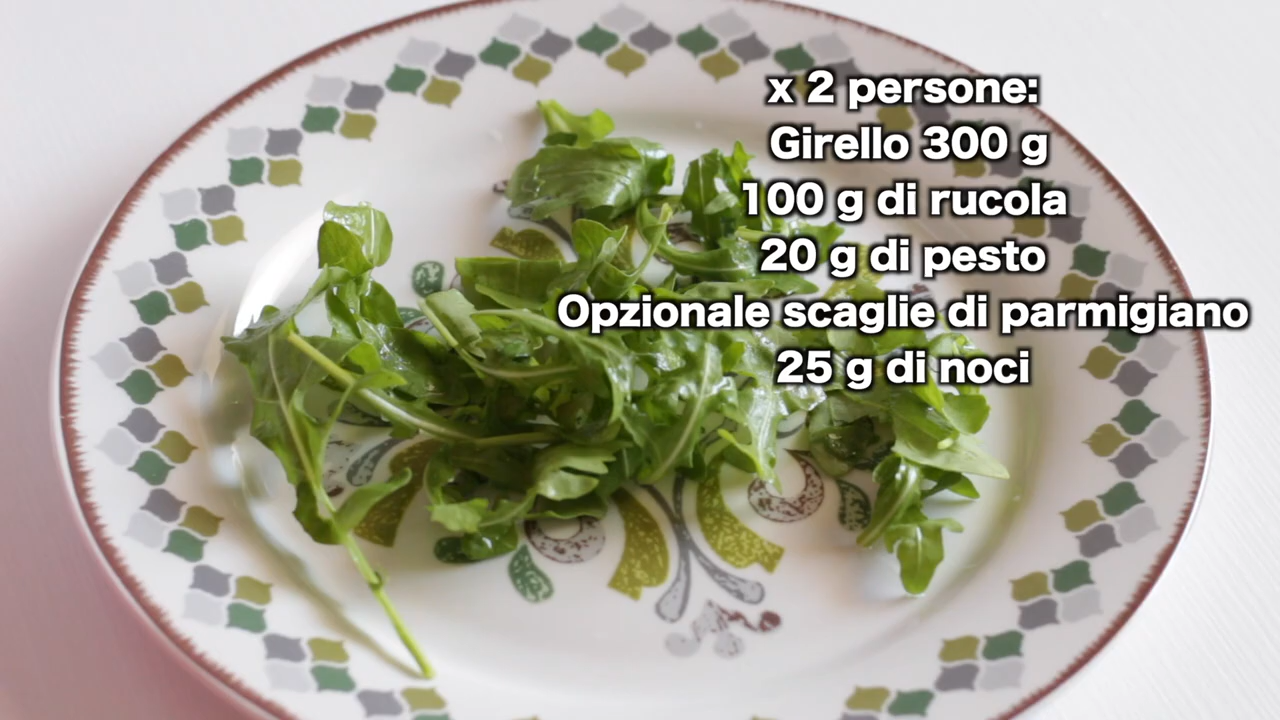 x 2 persone:
Girello 300 g
100 g di rucola
20 g di pesto
Opzionale scaglie di parmigiano
25 g di noci